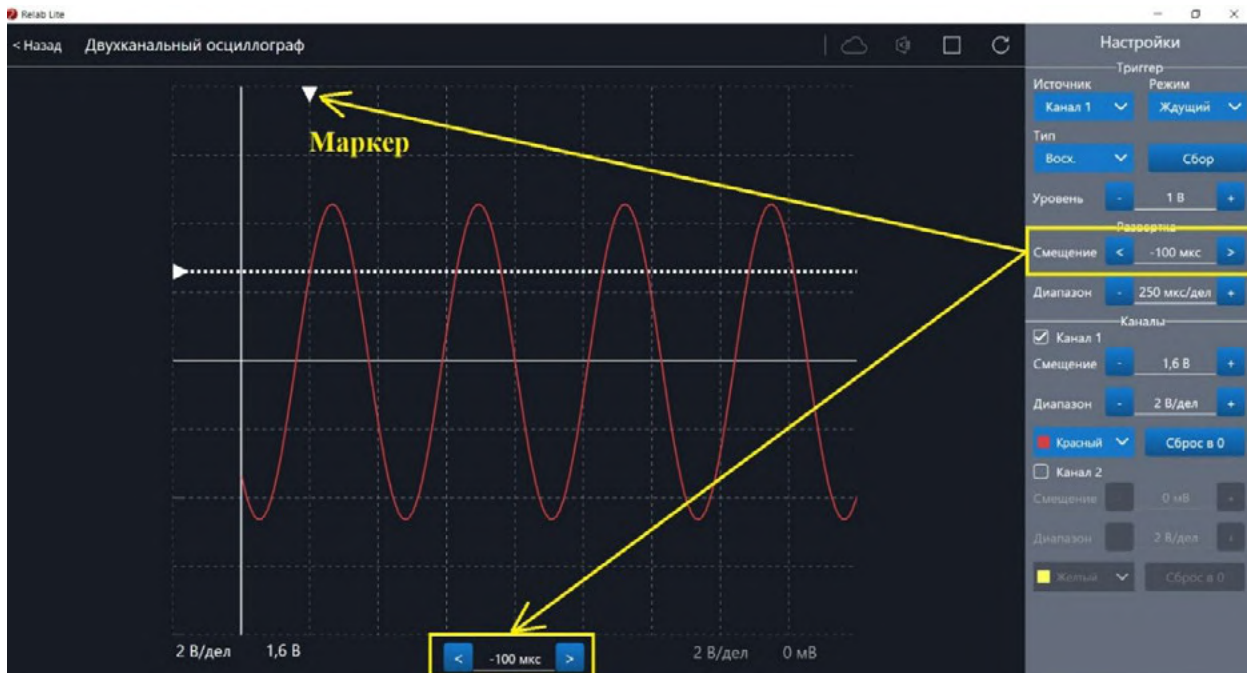 Relab Lite
< Назад Двухканальный осциллограф
Настройки
Триггер
Источник Режим
Канал 1 Ждущий
Тип
Восх. Сбор
Уровень - 1 В +
Развертка
Смещение < -100 мкс >
Диапазон - 250 мкс/дел +
Каналы
Канал 1
Смещение - 1,6 В +
Диапазон - 2 В/дел +
Красный Сброс в 0
Канал 2
Смещение - 0 мВ +
Диапазон - 2 В/дел +
Желтый Сброс в 0
Маркер
2 В/дел 1,6 В < -100 мкс > 2 В/дел 0 мВ